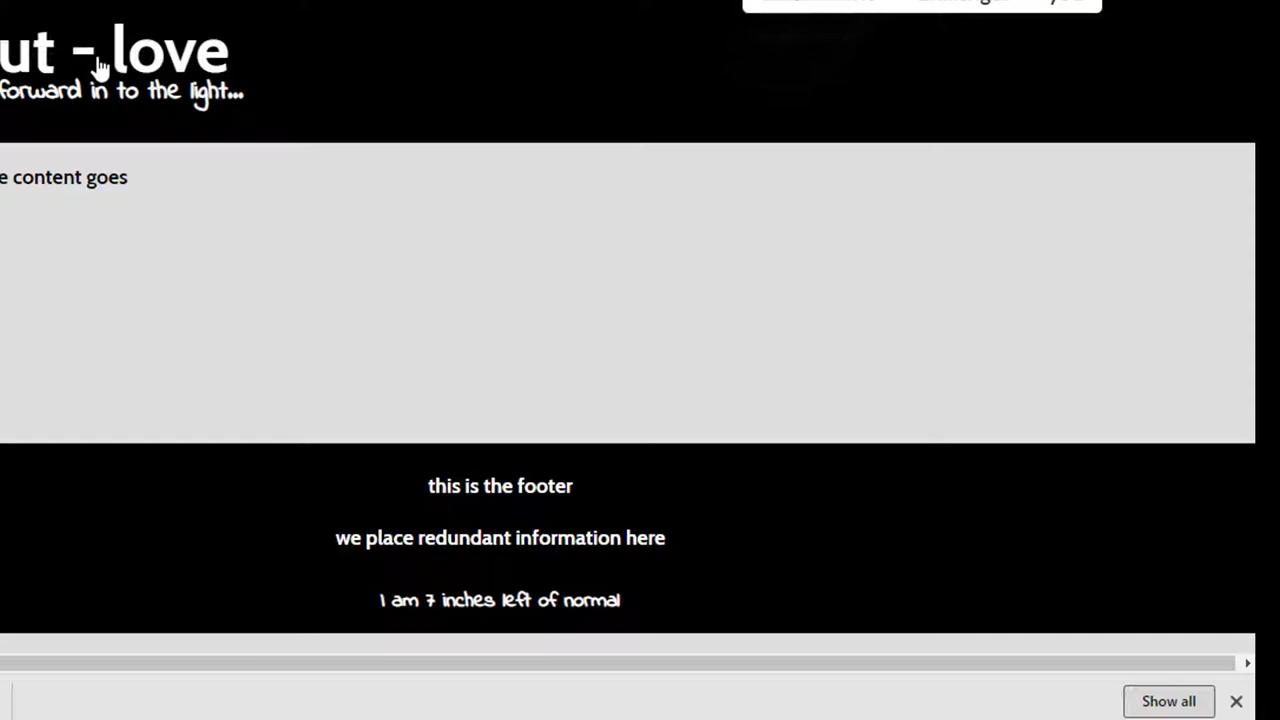 ut - love
forward in to the light...
e content goes
this is the footer
we place redundant information here
I am 7 inches left of normal
Show all